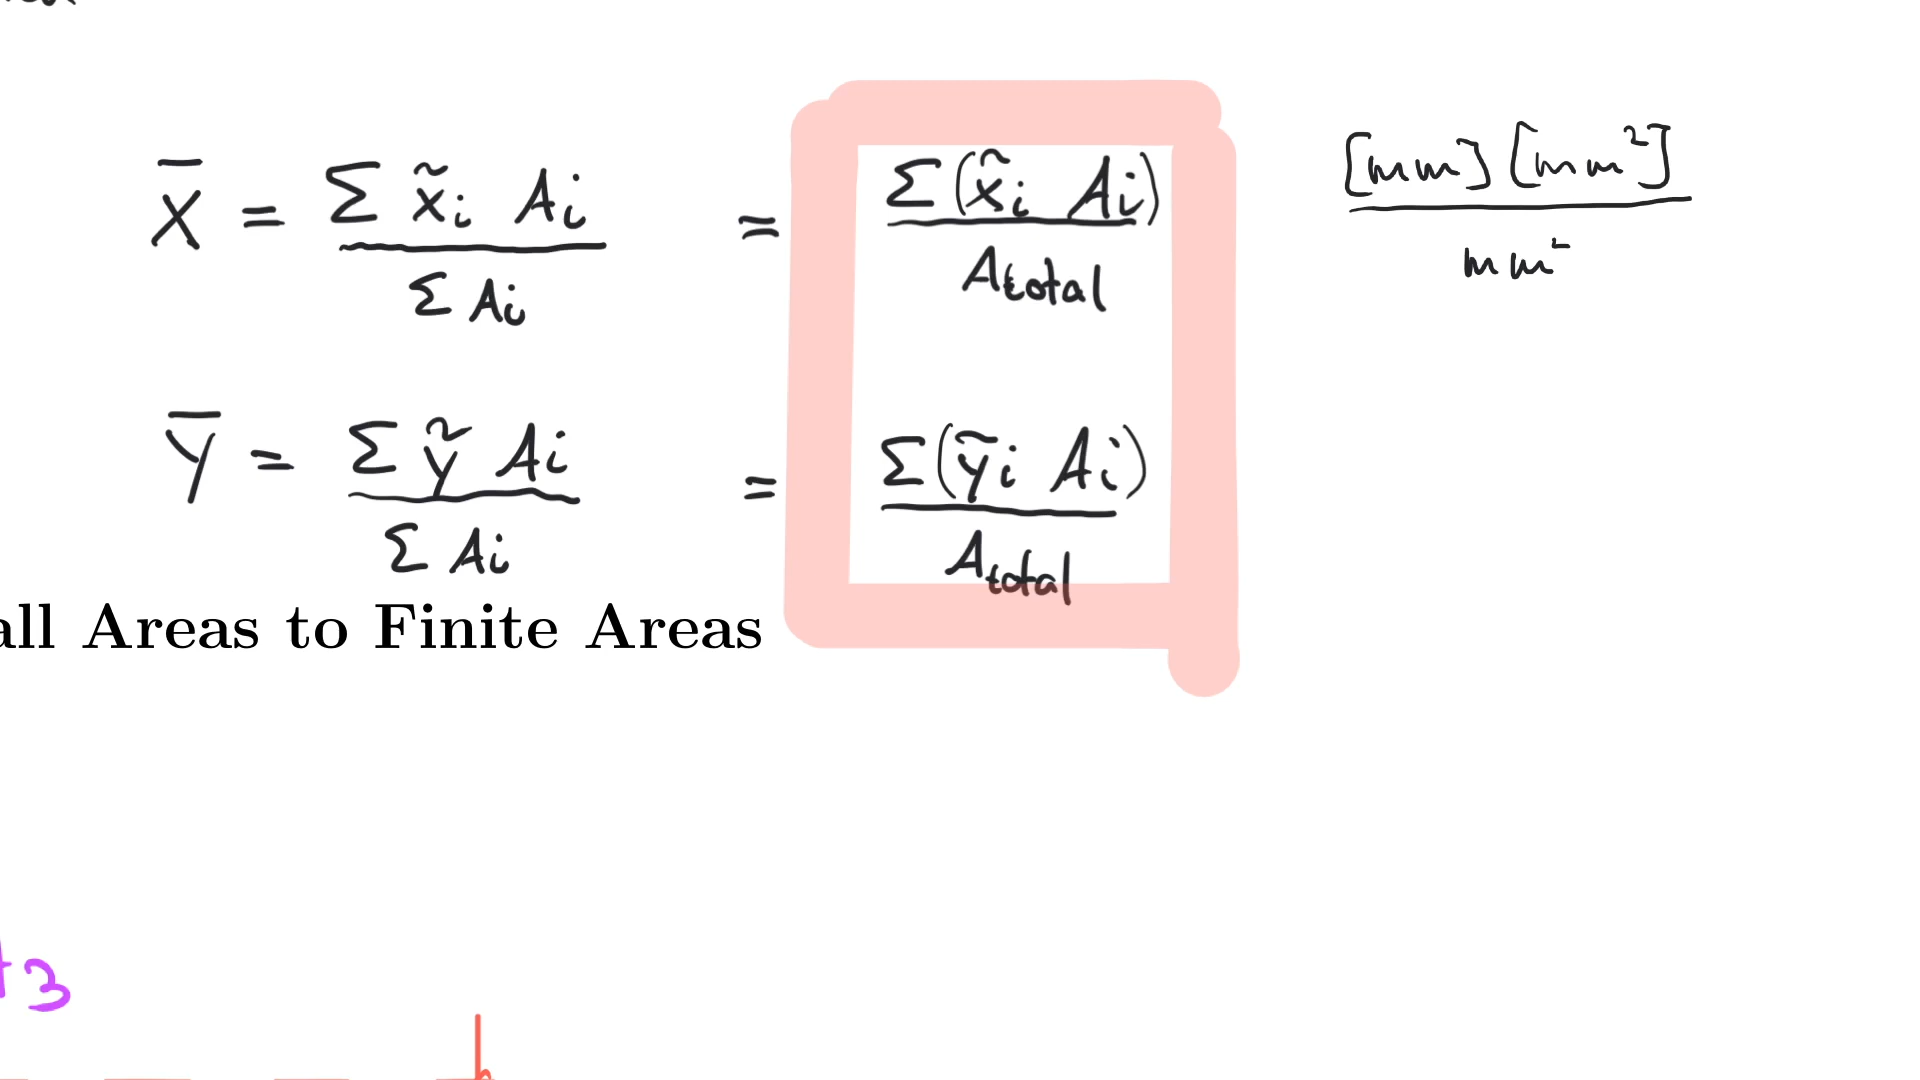 X̄ = Σ x̃i Ai / Σ Ai = Σ(x̃i Ai) / Atotal [mm] [mm²] / mm²
Ȳ = Σ ỹ Ai / Σ Ai = Σ(ỹi Ai) / Atotal
all Areas to Finite Areas
3